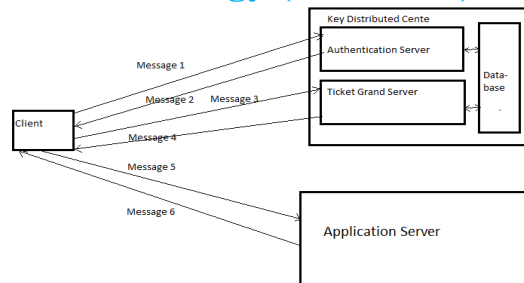 Key Distributed Cente
Authentication Server
Message 1
Message 2
Message 3
Ticket Grand Server
Data-
base
.
Client
Message 4
Message 5
Message 6
Application Server